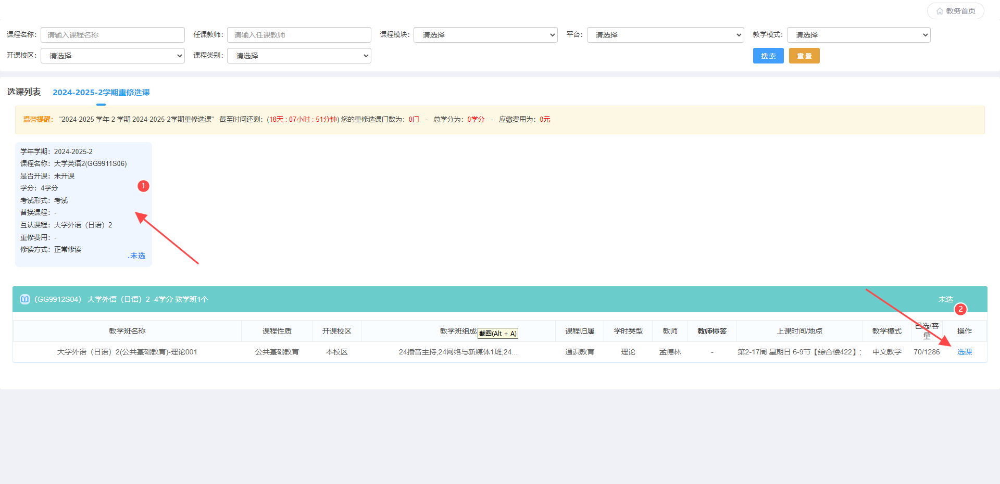 教务首页
课程名称： 请输入课程名称 任课教师： 请输入任课教师 课程模块： 请选择 平台： 请选择 教学模式： 请选择
开课校区： 请选择 课程类别： 请选择 搜 索 重 置
选课列表 2024-2025-2学期重修选课
温馨提醒： "2024-2025 学年 2 学期 2024-2025-2学期重修选课" 截至时间还剩：(18天 : 07小时 : 51分钟) 您的重修选课门数为：0门 - 总学分为：0学分 - 应缴费用为：0元
学年学期：2024-2025-2
课程名称：大学英语2(GG9911S06)
是否开课：未开课
学分：4学分
1
考试形式：考试
替换课程：-
互认课程：大学外语（日语）2
重修费用：-
修读方式：正常修读
.未选
（GG9912S04） 大学外语（日语）2 -4学分 教学班1个 未选
2
教学班名称 课程性质 开课校区 教学班组成 截图(Alt + A) 课程归属 学时类型 教师 教师标签 上课时间/地点 教学模式 已选/容量 操作
大学外语（日语）2(公共基础教育)-理论001 公共基础教育 本校区 24播音主持,24网络与新媒体1班,24... 通识教育 理论 孟德林 - 第2-17周 星期日 6-9节【综合楼422】; 中文教学 70/1286 选课